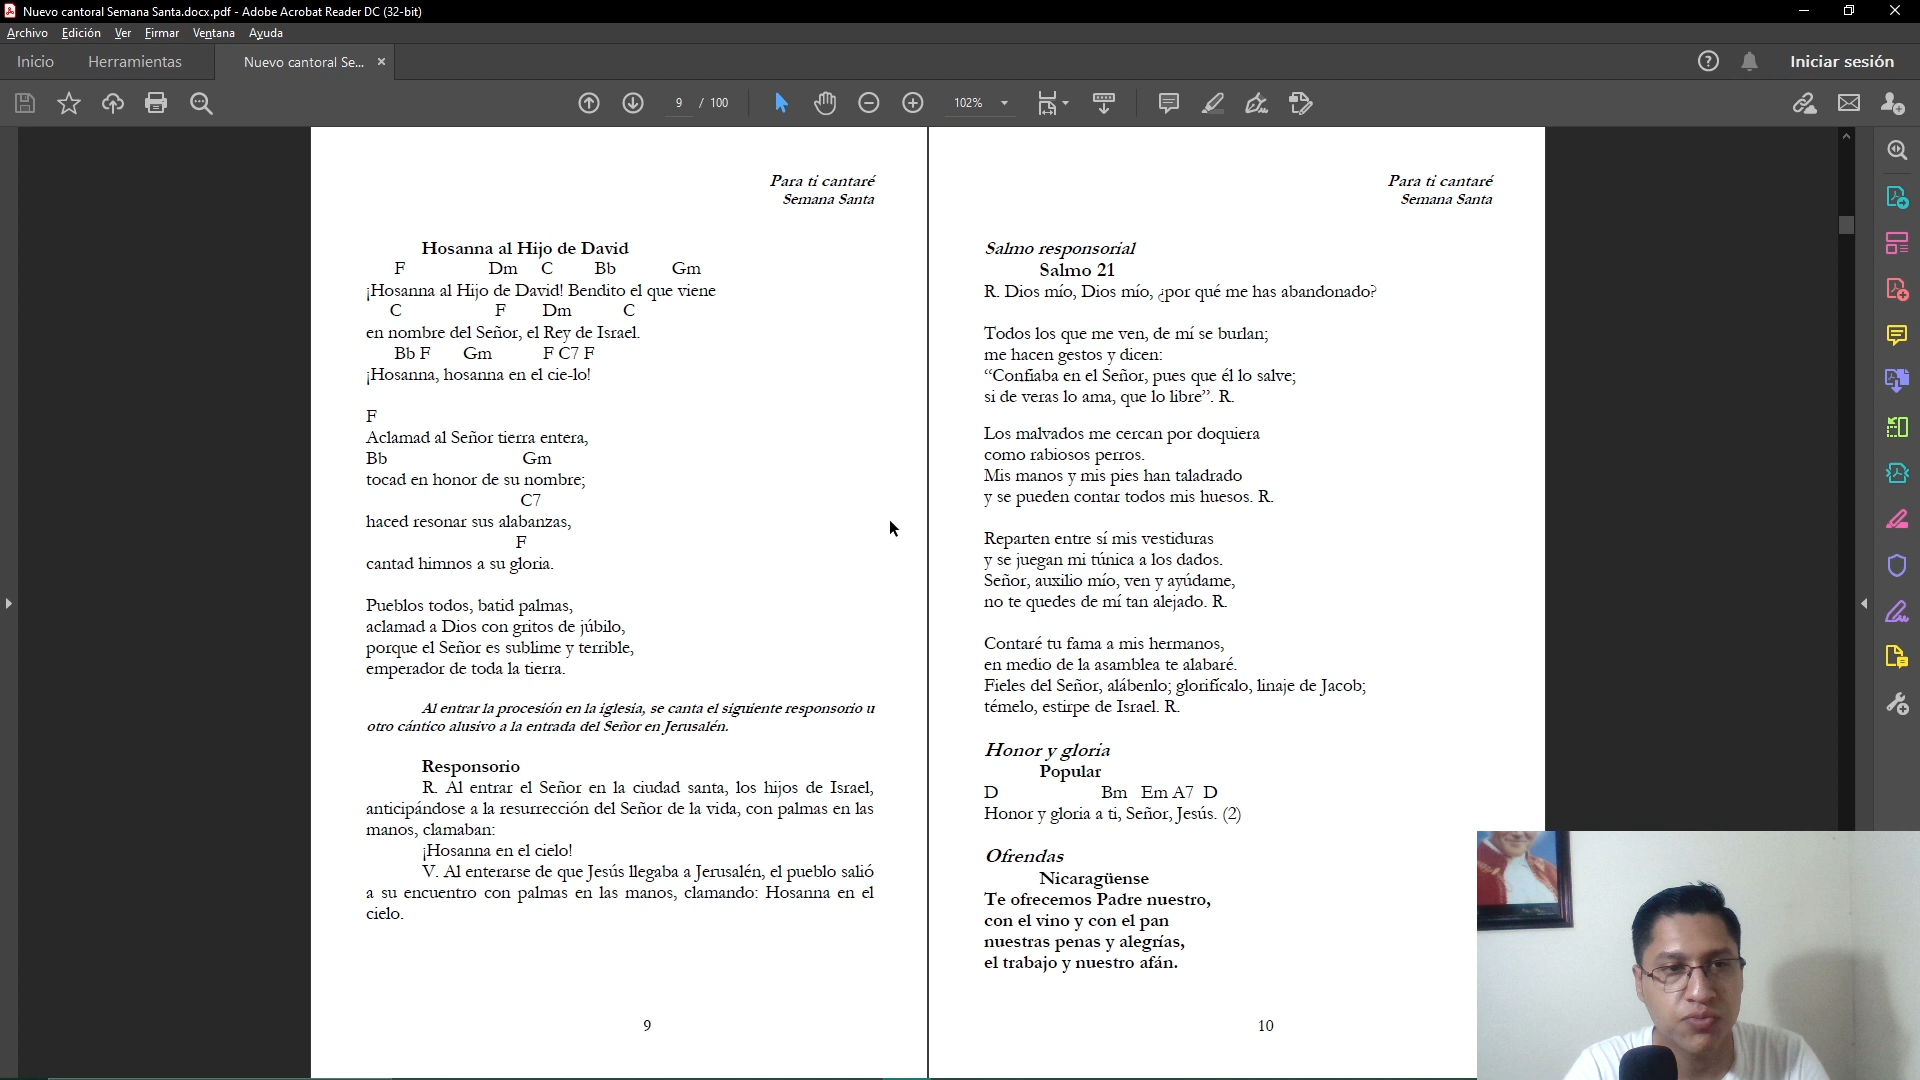 Nuevo cantoral Semana Santa.docx.pdf - Adobe Acrobat Reader DC (32-bit)
Archivo Edición Ver Firmar Ventana Ayuda
Inicio Herramientas Nuevo cantoral Se... Iniciar sesión
9 / 100 102%
Para ti cantaré
Semana Santa
Hosanna al Hijo de David
F Dm C Bb Gm
¡Hosanna al Hijo de David! Bendito el que viene
C F Dm C
en nombre del Señor, el Rey de Israel.
Bb F Gm F C7 F
¡Hosanna, hosanna en el cie-lo!
F
Aclamad al Señor tierra entera,
Bb Gm
tocad en honor de su nombre;
C7
haced resonar sus alabanzas,
F
cantad himnos a su gloria.
Pueblos todos, batid palmas,
aclamad a Dios con gritos de júbilo,
porque el Señor es sublime y terrible,
emperador de toda la tierra.
Al entrar la procesión en la iglesia, se canta el siguiente responsorio u
otro cántico alusivo a la entrada del Señor en Jerusalén.
Responsorio
R. Al entrar el Señor en la ciudad santa, los hijos de Israel,
anticipándose a la resurrección del Señor de la vida, con palmas en las
manos, clamaban:
¡Hosanna en el cielo!
V. Al enterarse de que Jesús llegaba a Jerusalén, el pueblo salió
a su encuentro con palmas en las manos, clamando: Hosanna en el
cielo.
9
Para ti cantaré
Semana Santa
Salmo responsorial
Salmo 21
R. Dios mío, Dios mío, ¿por qué me has abandonado?
Todos los que me ven, de mí se burlan;
me hacen gestos y dicen:
“Confiaba en el Señor, pues que él lo salve;
si de veras lo ama, que lo libre”. R.
Los malvados me cercan por doquiera
como rabiosos perros.
Mis manos y mis pies han taladrado
y se pueden contar todos mis huesos. R.
Reparten entre sí mis vestiduras
y se juegan mi túnica a los dados.
Señor, auxilio mío, ven y ayúdame,
no te quedes de mí tan alejado. R.
Contaré tu fama a mis hermanos,
en medio de la asamblea te alabaré.
Fieles del Señor, alábenlo; glorifícalo, linaje de Jacob;
témelo, estirpe de Israel. R.
Honor y gloria
Popular
D Bm Em A7 D
Honor y gloria a ti, Señor, Jesús. (2)
Ofrendas
Nicaragüense
Te ofrecemos Padre nuestro,
con el vino y con el pan
nuestras penas y alegrías,
el trabajo y nuestro afán.
10